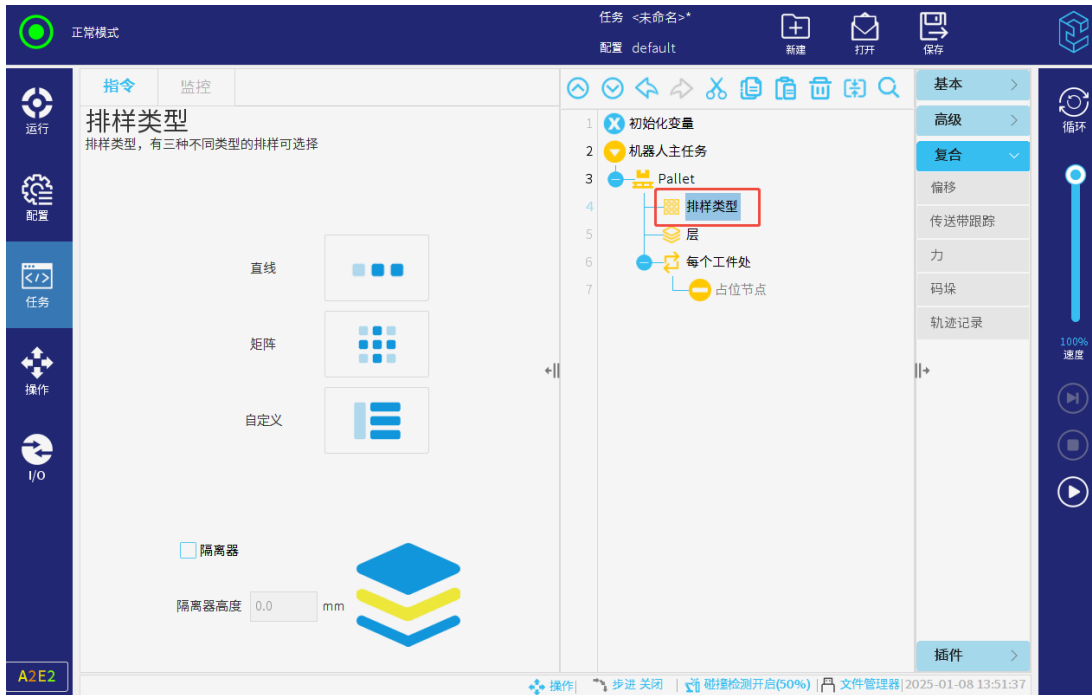 正常模式
任务 <未命名>*
配置 default
新建
打开
保存
运行
配置
任务
操作
I/O
A2E2
指令
监控
排样类型
排样类型，有三种不同类型的排样可选择
直线
矩阵
自定义
隔离器
隔离器高度 0.0 mm
1 初始化变量
2 机器人主任务
3 Pallet
4 排样类型
5 层
6 每个工件处
7 占位节点
基本
高级
复合
偏移
传送带跟踪
力
码垛
轨迹记录
插件
循环
100%
速度
操作| 步进 关闭 | 碰撞检测开启(50%) | 文件管理器| 2025-01-08 13:51:37